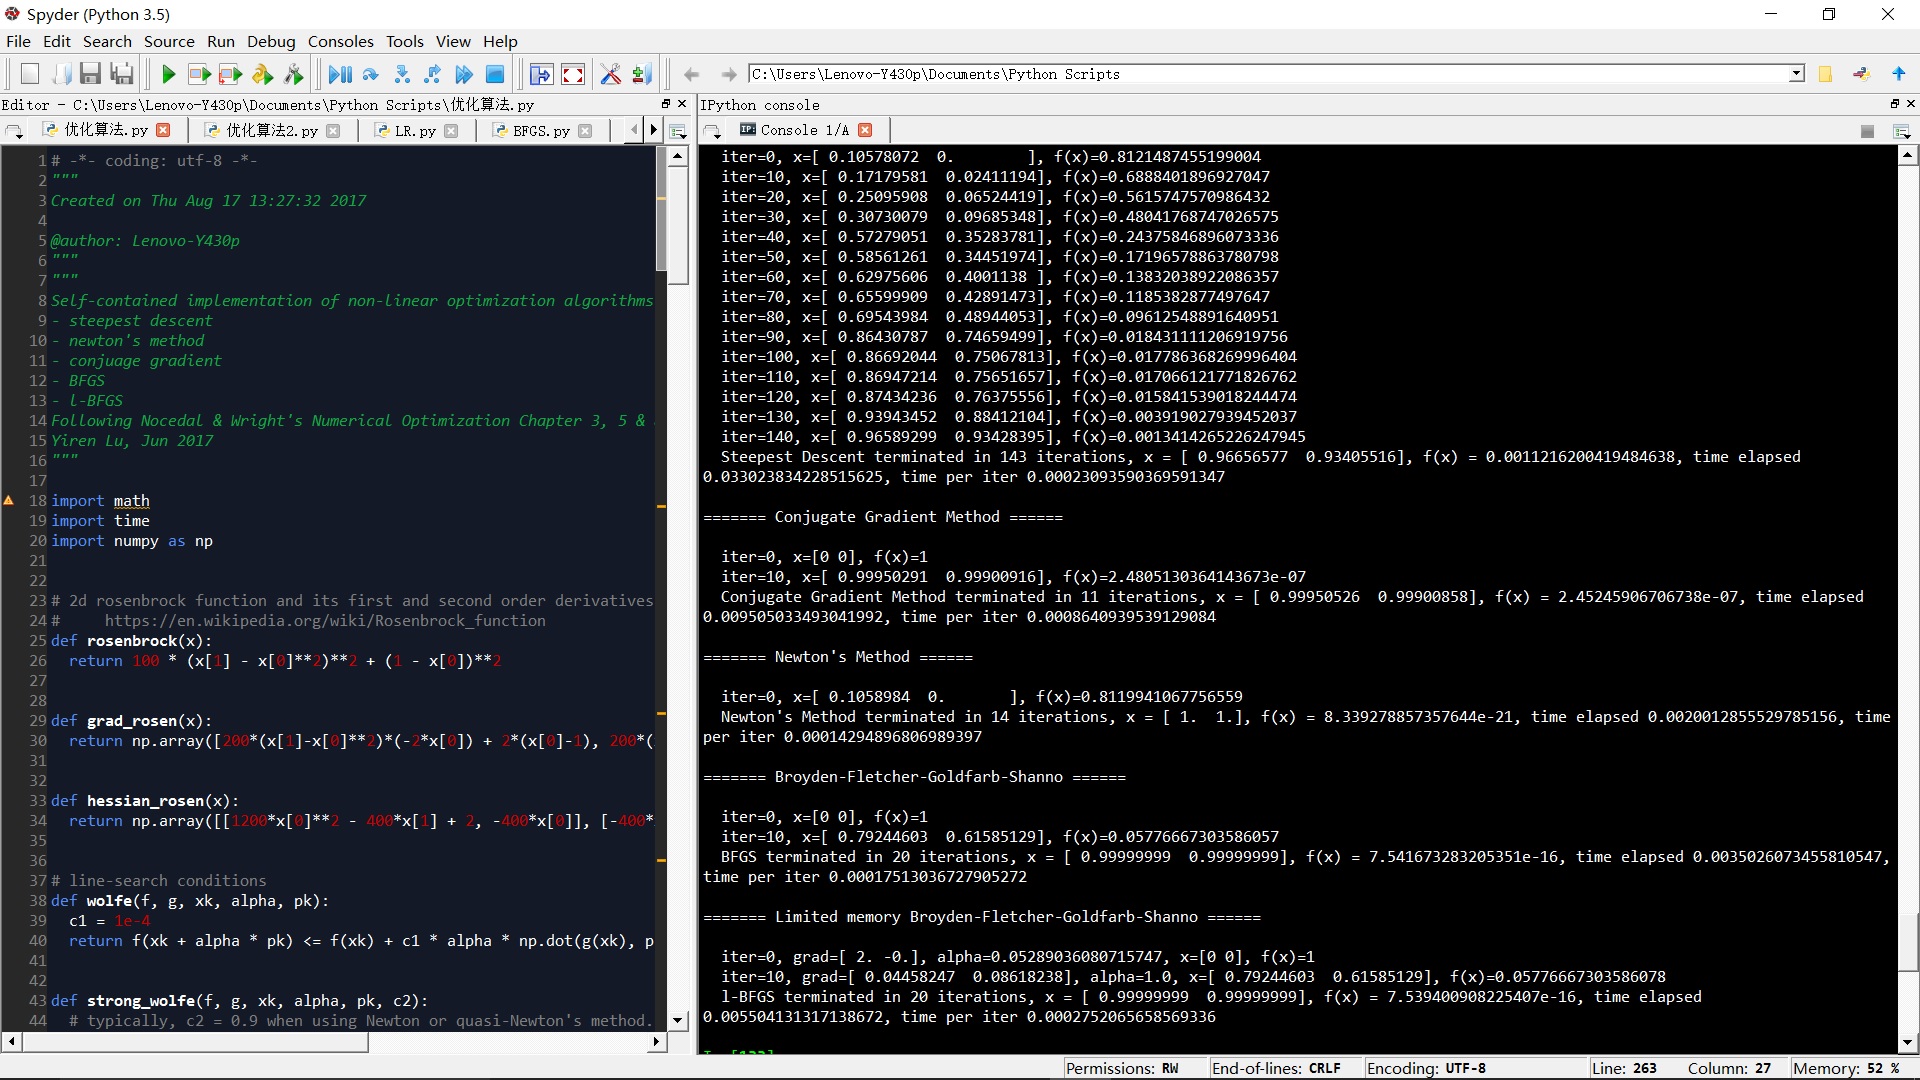 Spyder (Python 3.5)
File Edit Search Source Run Debug Consoles Tools View Help
C:\Users\Lenovo-Y430p\Documents\Python Scripts
Editor - C:\Users\Lenovo-Y430p\Documents\Python Scripts\优化算法.py
优化算法.py 优化算法2.py LR.py BFGS.py
1 # -*- coding: utf-8 -*-
2 """
3 Created on Thu Aug 17 13:27:32 2017
4
5 @author: Lenovo-Y430p
6 """
7 """
8 Self-contained implementation of non-linear optimization algorithms
9 - steepest descent
10 - newton's method
11 - conjuage gradient
12 - BFGS
13 - l-BFGS
14 Following Nocedal & Wright's Numerical Optimization Chapter 3, 5 &
15 Yiren Lu, Jun 2017
16 """
17
18 import math
19 import time
20 import numpy as np
21
22
23 # 2d rosenbrock function and its first and second order derivatives
24 #     https://en.wikipedia.org/wiki/Rosenbrock_function
25 def rosenbrock(x):
26   return 100 * (x[1] - x[0]**2)**2 + (1 - x[0])**2
27
28
29 def grad_rosen(x):
30   return np.array([200*(x[1]-x[0]**2)*(-2*x[0]) + 2*(x[0]-1), 200*(
31
32
33 def hessian_rosen(x):
34   return np.array([[1200*x[0]**2 - 400*x[1] + 2, -400*x[0]], [-400*
35
36
37 # line-search conditions
38 def wolfe(f, g, xk, alpha, pk):
39   c1 = 1e-4
40   return f(xk + alpha * pk) <= f(xk) + c1 * alpha * np.dot(g(xk), p
41
42
43 def strong_wolfe(f, g, xk, alpha, pk, c2):
44   # typically, c2 = 0.9 when using Newton or quasi-Newton's method.
IPython console
IP: Console 1/A
iter=0, x=[ 0.10578072  0.        ], f(x)=0.8121487455199004
iter=10, x=[ 0.17179581  0.02411194], f(x)=0.6888401896927047
iter=20, x=[ 0.25095908  0.06524419], f(x)=0.5615747570986432
iter=30, x=[ 0.30730079  0.09685348], f(x)=0.48041768747026575
iter=40, x=[ 0.57279051  0.35283781], f(x)=0.24375846896073336
iter=50, x=[ 0.58561261  0.34451974], f(x)=0.17196578863780798
iter=60, x=[ 0.62975606  0.4001138 ], f(x)=0.13832038922086357
iter=70, x=[ 0.65599909  0.42891473], f(x)=0.1185382877497647
iter=80, x=[ 0.69543984  0.48944053], f(x)=0.09612548891640951
iter=90, x=[ 0.86430787  0.74659499], f(x)=0.018431111206919756
iter=100, x=[ 0.86692044  0.75067813], f(x)=0.017786368269996404
iter=110, x=[ 0.86947214  0.75651657], f(x)=0.017066121771826762
iter=120, x=[ 0.87434236  0.76375556], f(x)=0.015841539018244474
iter=130, x=[ 0.93943452  0.88412104], f(x)=0.003919027939452037
iter=140, x=[ 0.96589299  0.93428395], f(x)=0.0013414265226247945
Steepest Descent terminated in 143 iterations, x = [ 0.96656577  0.93405516], f(x) = 0.0011216200419484638, time elapsed
0.033023834228515625, time per iter 0.00023093590369591347
======= Conjugate Gradient Method ======
iter=0, x=[0 0], f(x)=1
iter=10, x=[ 0.99950291  0.99900916], f(x)=2.4805130364143673e-07
Conjugate Gradient Method terminated in 11 iterations, x = [ 0.99950526  0.99900858], f(x) = 2.45245906706738e-07, time elapsed
0.009505033493041992, time per iter 0.0008640939539129084
======= Newton's Method ======
iter=0, x=[ 0.1058984  0.       ], f(x)=0.8119941067756559
Newton's Method terminated in 14 iterations, x = [ 1.  1.], f(x) = 8.339278857357644e-21, time elapsed 0.0020012855529785156, time
per iter 0.00014294896806989397
======= Broyden-Fletcher-Goldfarb-Shanno ======
iter=0, x=[0 0], f(x)=1
iter=10, x=[ 0.79244603  0.61585129], f(x)=0.05776667303586057
BFGS terminated in 20 iterations, x = [ 0.99999999  0.99999999], f(x) = 7.541673283205351e-16, time elapsed 0.0035026073455810547,
time per iter 0.00017513036727905272
======= Limited memory Broyden-Fletcher-Goldfarb-Shanno ======
iter=0, grad=[ 2. -0.], alpha=0.05289036080715747, x=[0 0], f(x)=1
iter=10, grad=[ 0.04458247  0.08618238], alpha=1.0, x=[ 0.79244603  0.61585129], f(x)=0.05776667303586078
l-BFGS terminated in 20 iterations, x = [ 0.99999999  0.99999999], f(x) = 7.539400908225407e-16, time elapsed
0.005504131317138672, time per iter 0.0002752065658569336
Permissions: RW End-of-lines: CRLF Encoding: UTF-8 Line: 263 Column: 27 Memory: 52 %